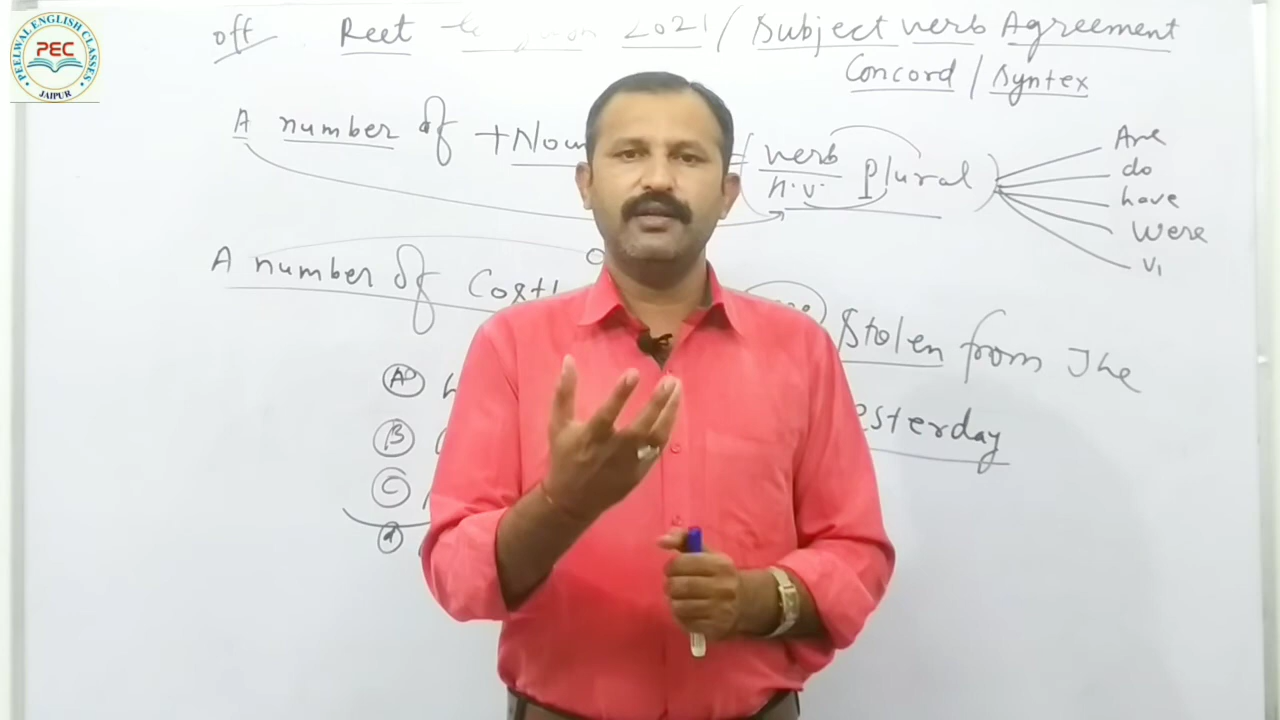 PEELWAL ENGLISH CLASSES,
PEC
JAIPUR
off Reet 2021 / Subject verb Agreement
Concord / Syntex
A number of + Noun = ( verb
H.V. Plural )
Are
do
have
Were
V1
A number of Costl
Stolen from The
esterday
A
B
C
d